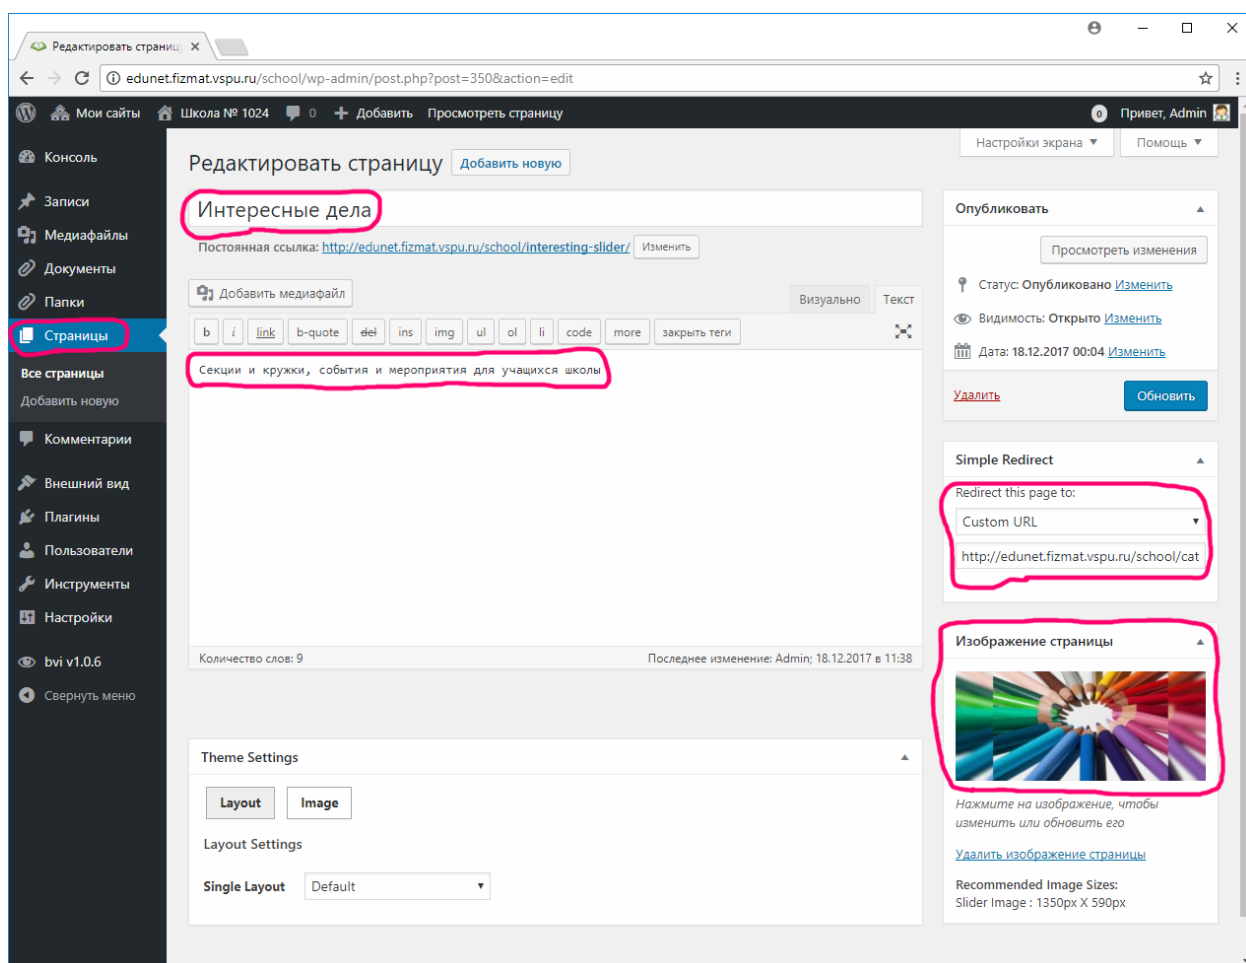 Редактировать страниц
edunet.fizmat.vspu.ru/school/wp-admin/post.php?post=350&action=edit
Мои сайты Школа № 1024 0 Добавить Просмотреть страницу 0 Привет, Admin
Настройки экрана Помощь
Консоль
Записи
Медиафайлы
Документы
Папки
Страницы
Все страницы
Добавить новую
Комментарии
Внешний вид
Плагины
Пользователи
Инструменты
Настройки
bvi v1.0.6
Свернуть меню
Редактировать страницу Добавить новую
Интересные дела
Постоянная ссылка: http://edunet.fizmat.vspu.ru/school/interesting-slider/ Изменить
Добавить медиафайл Визуально Текст
b i link b-quote del ins img ul ol li code more закрыть теги
Секции и кружки, события и мероприятия для учащихся школы
Количество слов: 9 Последнее изменение: Admin; 18.12.2017 в 11:38
Theme Settings
Layout Image
Layout Settings
Single Layout Default
Опубликовать
Просмотреть изменения
Статус: Опубликовано Изменить
Видимость: Открыто Изменить
Дата: 18.12.2017 00:04 Изменить
Удалить Обновить
Simple Redirect
Redirect this page to:
Custom URL
http://edunet.fizmat.vspu.ru/school/cat
Изображение страницы
Нажмите на изображение, чтобы
изменить или обновить его
Удалить изображение страницы
Recommended Image Sizes:
Slider Image : 1350px X 590px